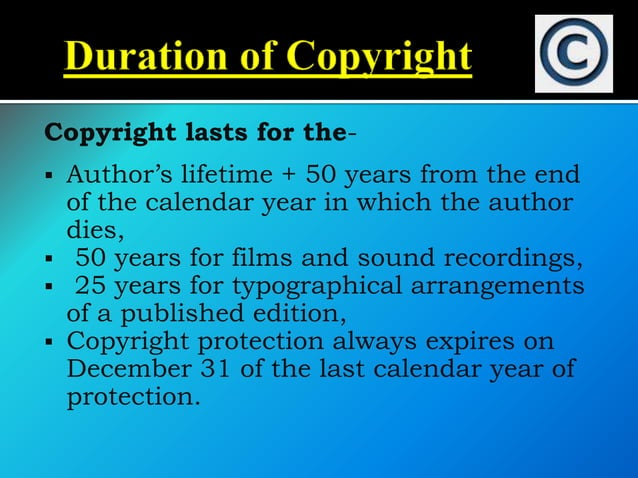 Duration of Copyright
©
Copyright lasts for the-
▪ Author’s lifetime + 50 years from the end
of the calendar year in which the author
dies,
▪ 50 years for films and sound recordings,
▪ 25 years for typographical arrangements
of a published edition,
▪ Copyright protection always expires on
December 31 of the last calendar year of
protection.